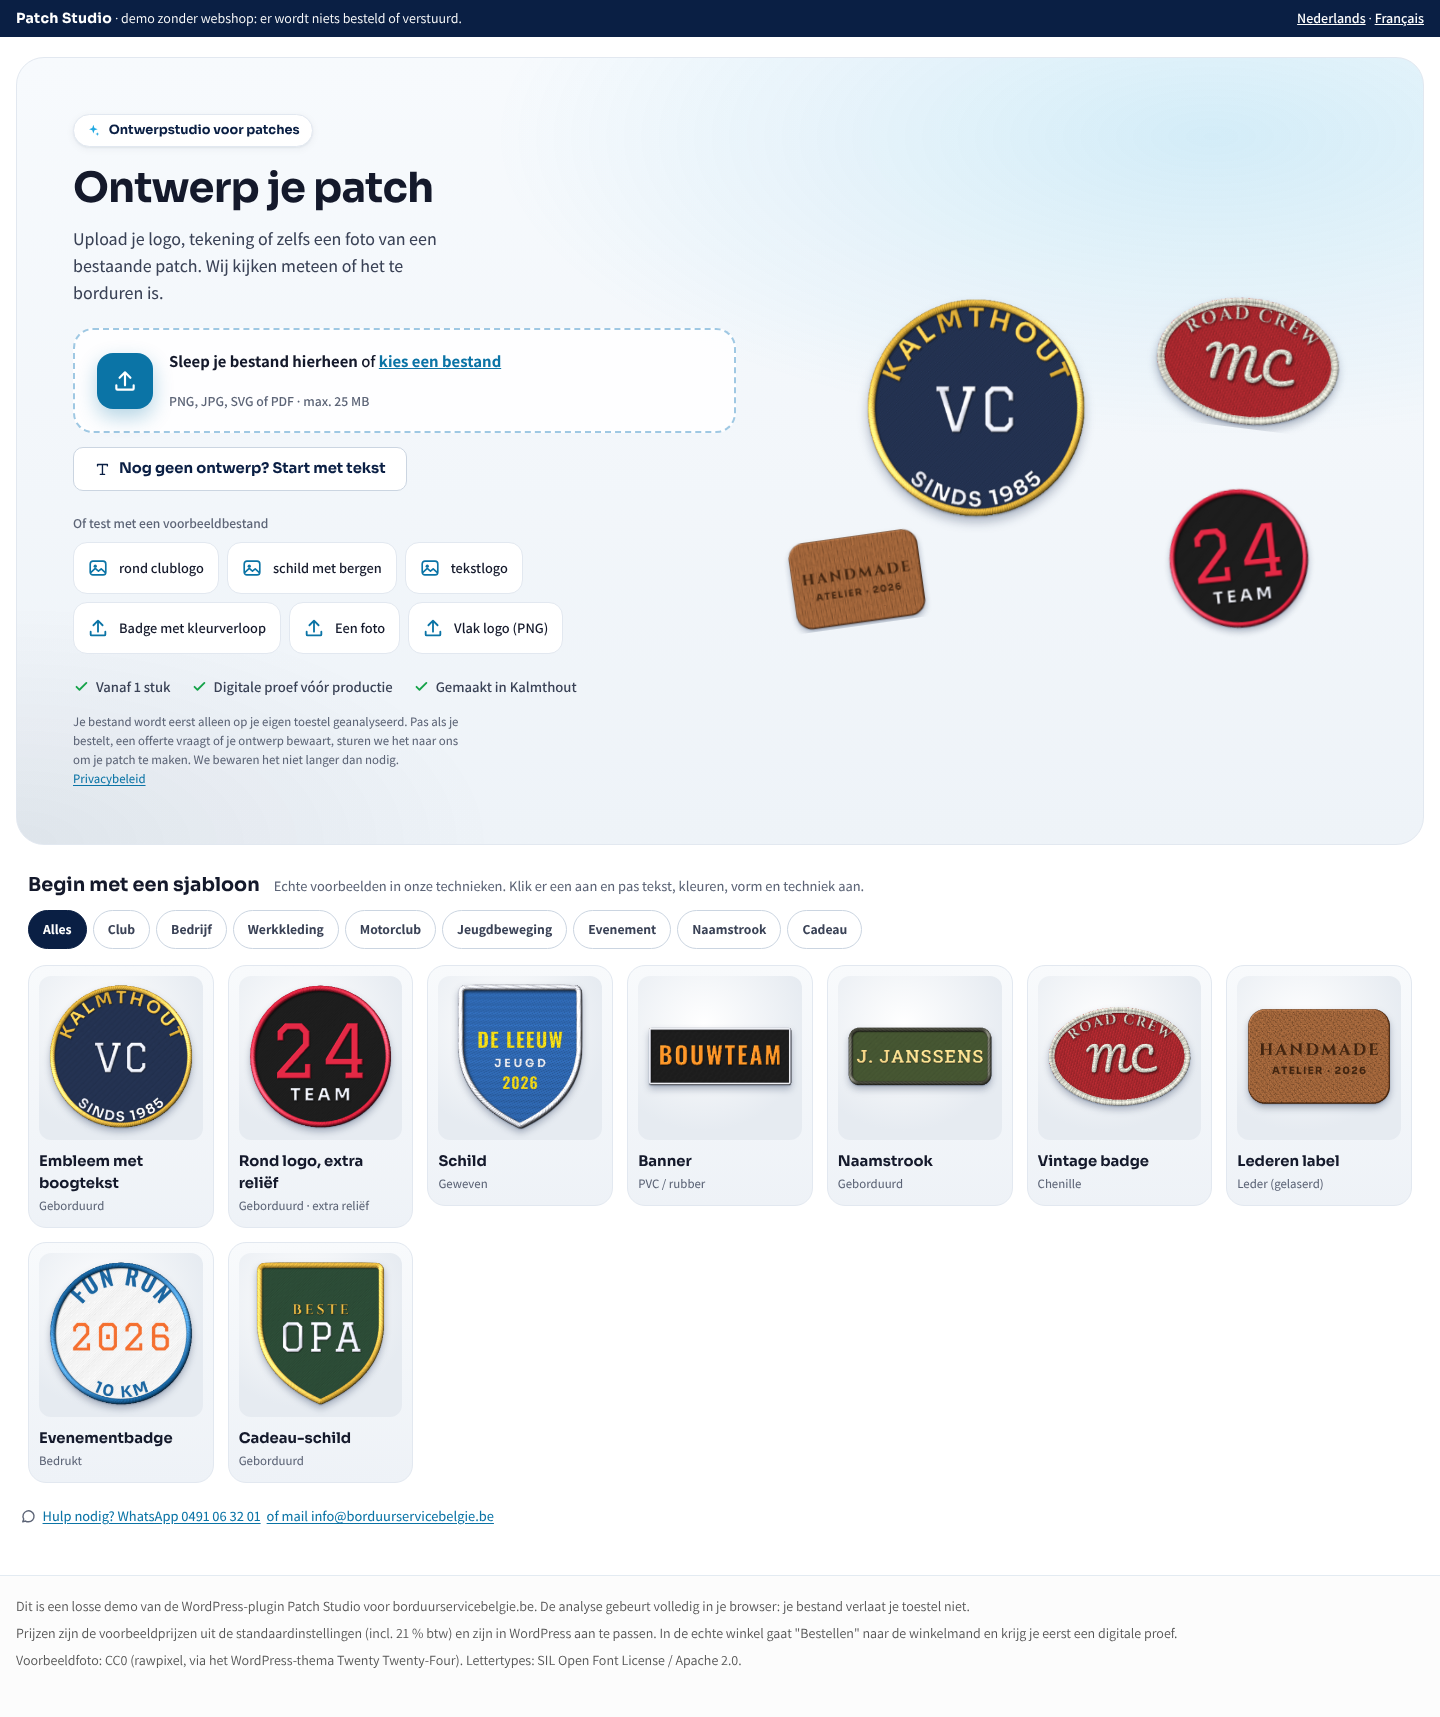 Patch Studio · demo zonder webshop: er wordt niets besteld of verstuurd.
Nederlands · Français
Ontwerpstudio voor patches
Ontwerp je patch
Upload je logo, tekening of zelfs een foto van een
bestaande patch. Wij kijken meteen of het te
borduren is.
Sleep je bestand hierheen of kies een bestand
PNG, JPG, SVG of PDF · max. 25 MB
Nog geen ontwerp? Start met tekst
Of test met een voorbeeldbestand
rond clublogo
schild met bergen
tekstlogo
Badge met kleurverloop
Een foto
Vlak logo (PNG)
Vanaf 1 stuk
Digitale proef vóór productie
Gemaakt in Kalmthout
Je bestand wordt eerst alleen op je eigen toestel geanalyseerd. Pas als je
bestelt, een offerte vraagt of je ontwerp bewaart, sturen we het naar ons
om je patch te maken. We bewaren het niet langer dan nodig.
Privacybeleid
KALMTHOUT
VC
SINDS 1985
ROAD CREW
mc
HANDMADE
ATELIER · 2026
24
TEAM
Begin met een sjabloon
Echte voorbeelden in onze technieken. Klik er een aan en pas tekst, kleuren, vorm en techniek aan.
Alles
Club
Bedrijf
Werkkleding
Motorclub
Jeugdbeweging
Evenement
Naamstrook
Cadeau
KALMTHOUT
VC
SINDS 1985
Embleem met
boogtekst
Geborduurd
24
TEAM
Rond logo, extra
reliëf
Geborduurd · extra reliëf
DE LEEUW
JEUGD
2026
Schild
Geweven
BOUWTEAM
Banner
PVC / rubber
J. JANSSENS
Naamstrook
Geborduurd
ROAD CREW
mc
Vintage badge
Chenille
HANDMADE
ATELIER · 2026
Lederen label
Leder (gelaserd)
FUN RUN
2026
10 KM
Evenementbadge
Bedrukt
BESTE
OPA
Cadeau-schild
Geborduurd
Hulp nodig? WhatsApp 0491 06 32 01 of mail info@borduurservicebelgie.be
Dit is een losse demo van de WordPress-plugin Patch Studio voor borduurservicebelgie.be. De analyse gebeurt volledig in je browser: je bestand verlaat je toestel niet.
Prijzen zijn de voorbeeldprijzen uit de standaardinstellingen (incl. 21 % btw) en zijn in WordPress aan te passen. In de echte winkel gaat "Bestellen" naar de winkelmand en krijg je eerst een digitale proef.
Voorbeeldfoto: CC0 (rawpixel, via het WordPress-thema Twenty Twenty-Four). Lettertypes: SIL Open Font License / Apache 2.0.